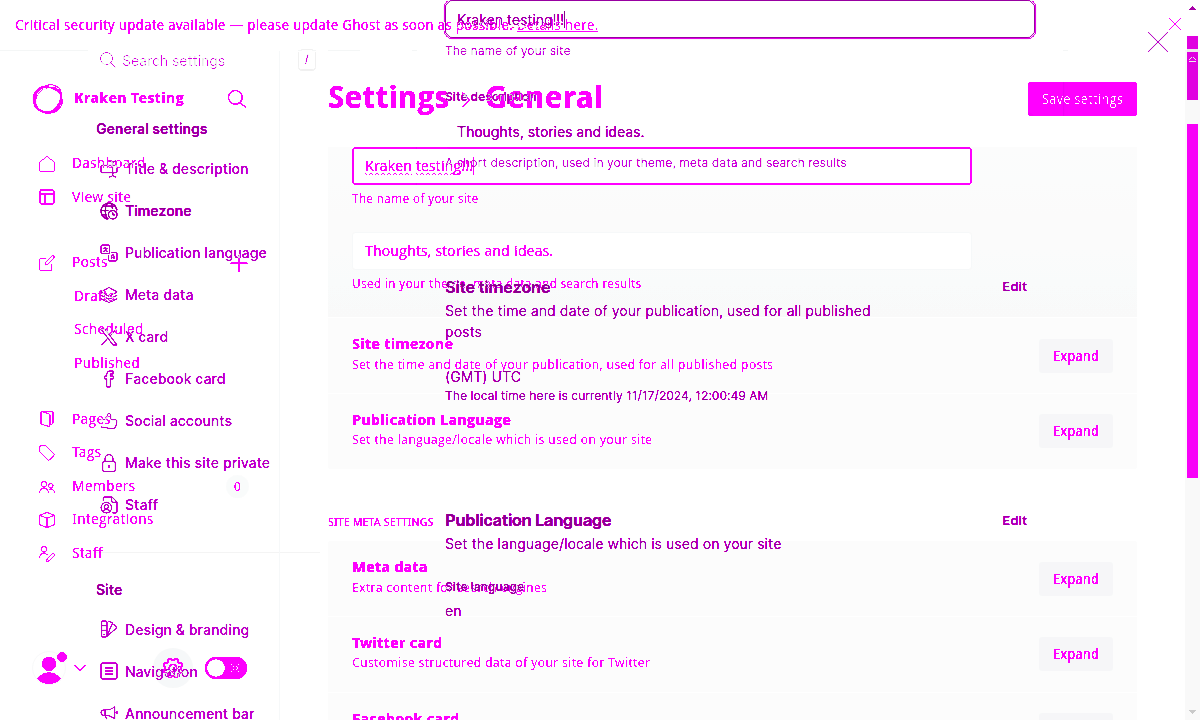 Critical security update available — please update Ghost as soon as possible. Details here.
Kraken testing!!!
The name of your site
Search settings
/
Kraken Testing
Settings
General
Save settings
Site description
General settings
Thoughts, stories and ideas.
A short description, used in your theme, meta data and search results
Dashboard
Title & description
Kraken testing!!!
View site
The name of your site
Timezone
Posts
Publication language
Thoughts, stories and ideas.
Used in your theme, meta data and search results
Site timezone
Edit
Drafts
Meta data
Set the time and date of your publication, used for all published
posts
Scheduled
X card
Site timezone
Set the time and date of your publication, used for all published posts
Expand
Published
Facebook card
(GMT) UTC
The local time here is currently 11/17/2024, 12:00:49 AM
Pages
Social accounts
Publication Language
Set the language/locale which is used on your site
Expand
Tags
Make this site private
Members
0
Staff
Integrations
SITE META SETTINGS
Publication Language
Edit
Set the language/locale which is used on your site
Staff
Meta data
Extra content for search engines
Expand
Site language
en
Site
Design & branding
Twitter card
Customise structured data of your site for Twitter
Expand
Navigation
Announcement bar
Facebook card